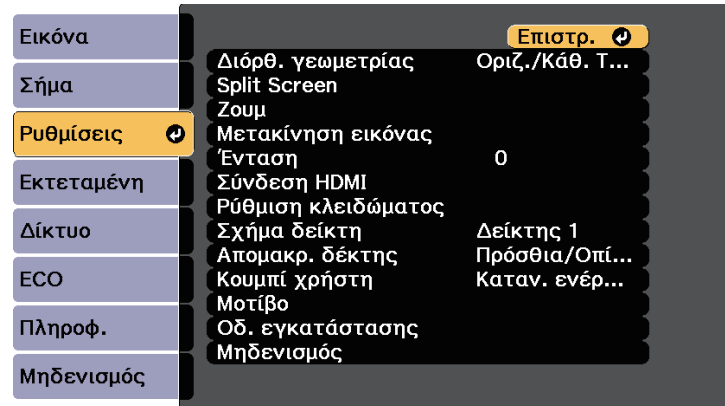 Εικόνα
Σήμα
Ρυθμίσεις
Εκτεταμένη
Δίκτυο
ECO
Πληροφ.
Μηδενισμός
Επιστρ.
Διόρθ. γεωμετρίας Οριζ./Κάθ. Τ...
Split Screen
Ζουμ
Μετακίνηση εικόνας
Ένταση 0
Σύνδεση HDMI
Ρύθμιση κλειδώματος
Σχήμα δείκτη Δείκτης 1
Απομακρ. δέκτης Πρόσθια/Οπί...
Κουμπί χρήστη Καταν. ενέρ...
Μοτίβο
Οδ. εγκατάστασης
Μηδενισμός